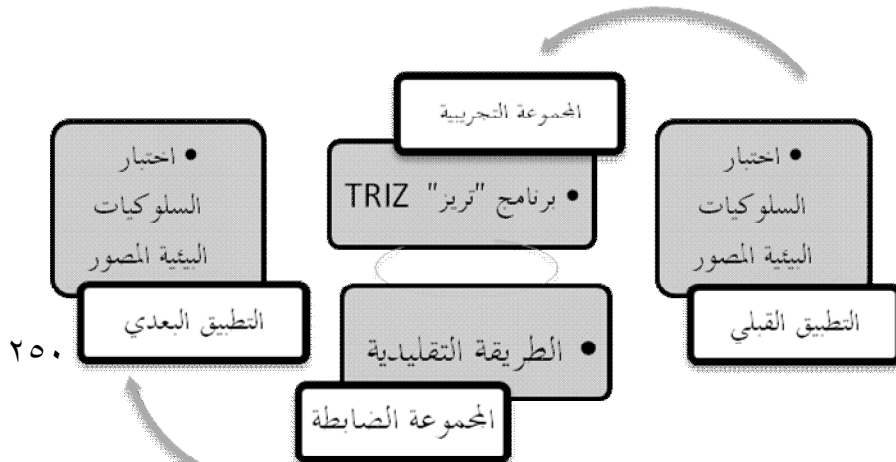 • اختبار
السلوكيات
البيئية المصور
التطبيق القبلي
المجموعة التجريبية
• برنامج "تريز" TRIZ
• الطريقة التقليدية
المجموعة الضابطة
• اختبار
السلوكيات
البيئية المصور
التطبيق البعدي
٢٥٠